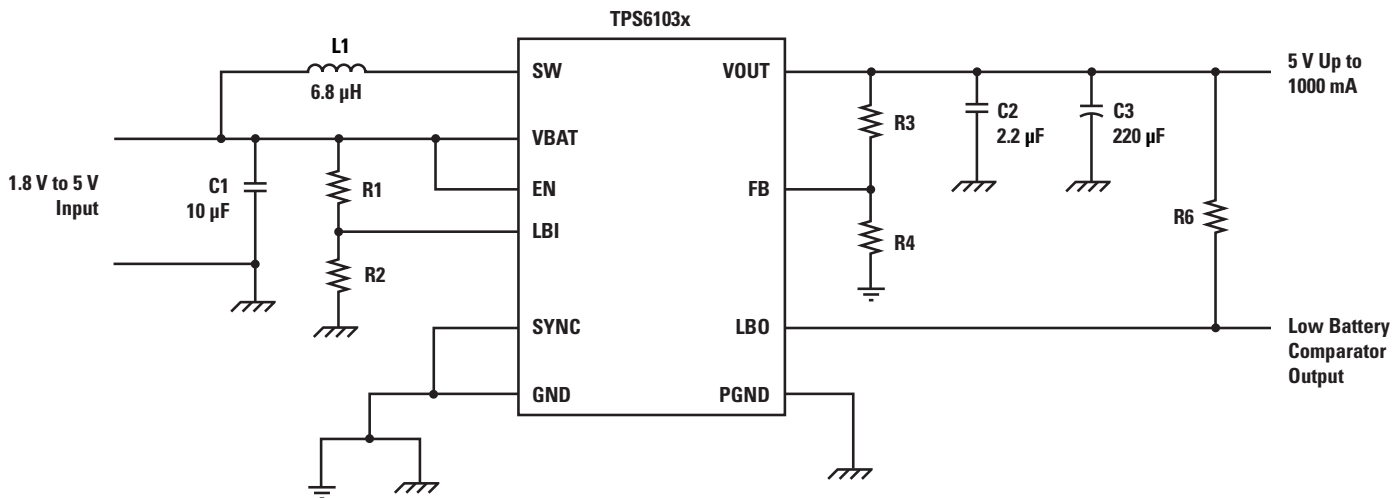 TPS6103x
L1
6.8 µH
SW
VOUT
5 V Up to
1000 mA
R3
C2
2.2 µF
C3
220 µF
VBAT
1.8 V to 5 V
Input
C1
10 µF
R1
EN
FB
R6
LBI
R4
R2
SYNC
LBO
Low Battery
Comparator
Output
GND
PGND